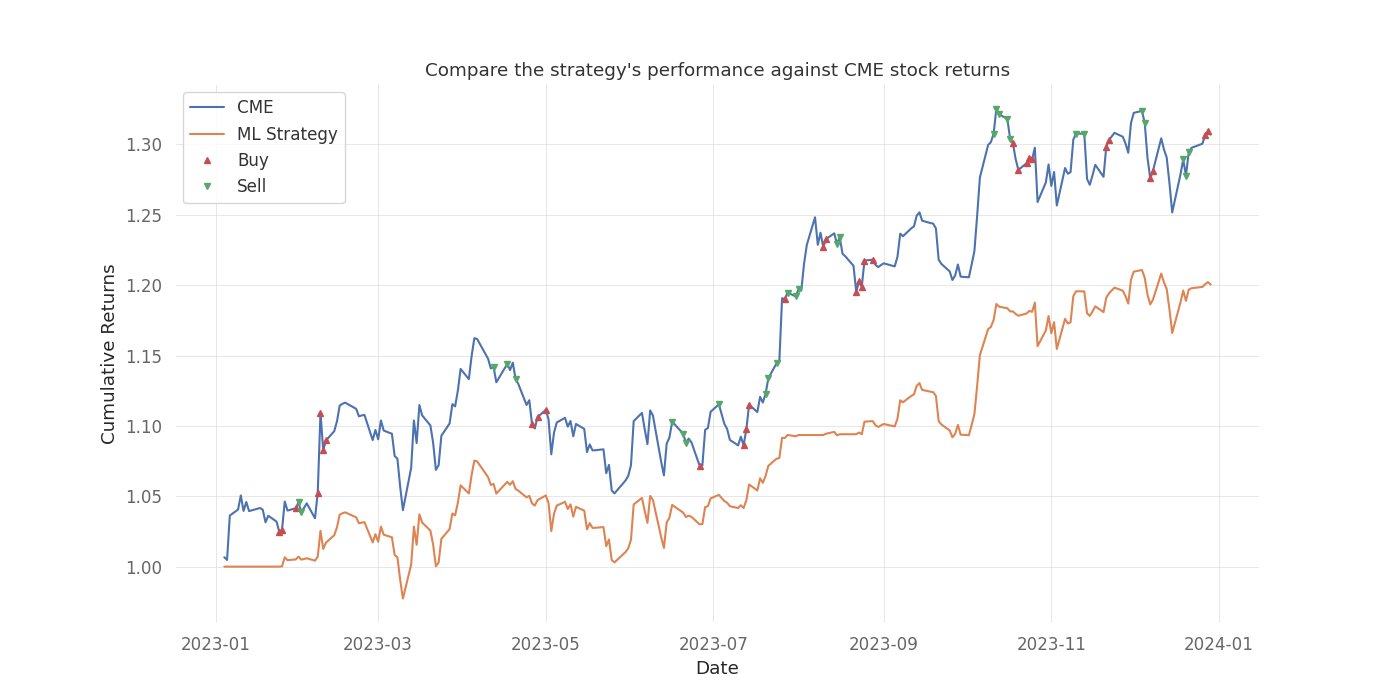 Compare the strategy's performance against CME stock returns
CME
ML Strategy
Buy
Sell
Cumulative Returns
1.30
1.25
1.20
1.15
1.10
1.05
1.00
2023-01 2023-03 2023-05 2023-07 2023-09 2023-11 2024-01
Date